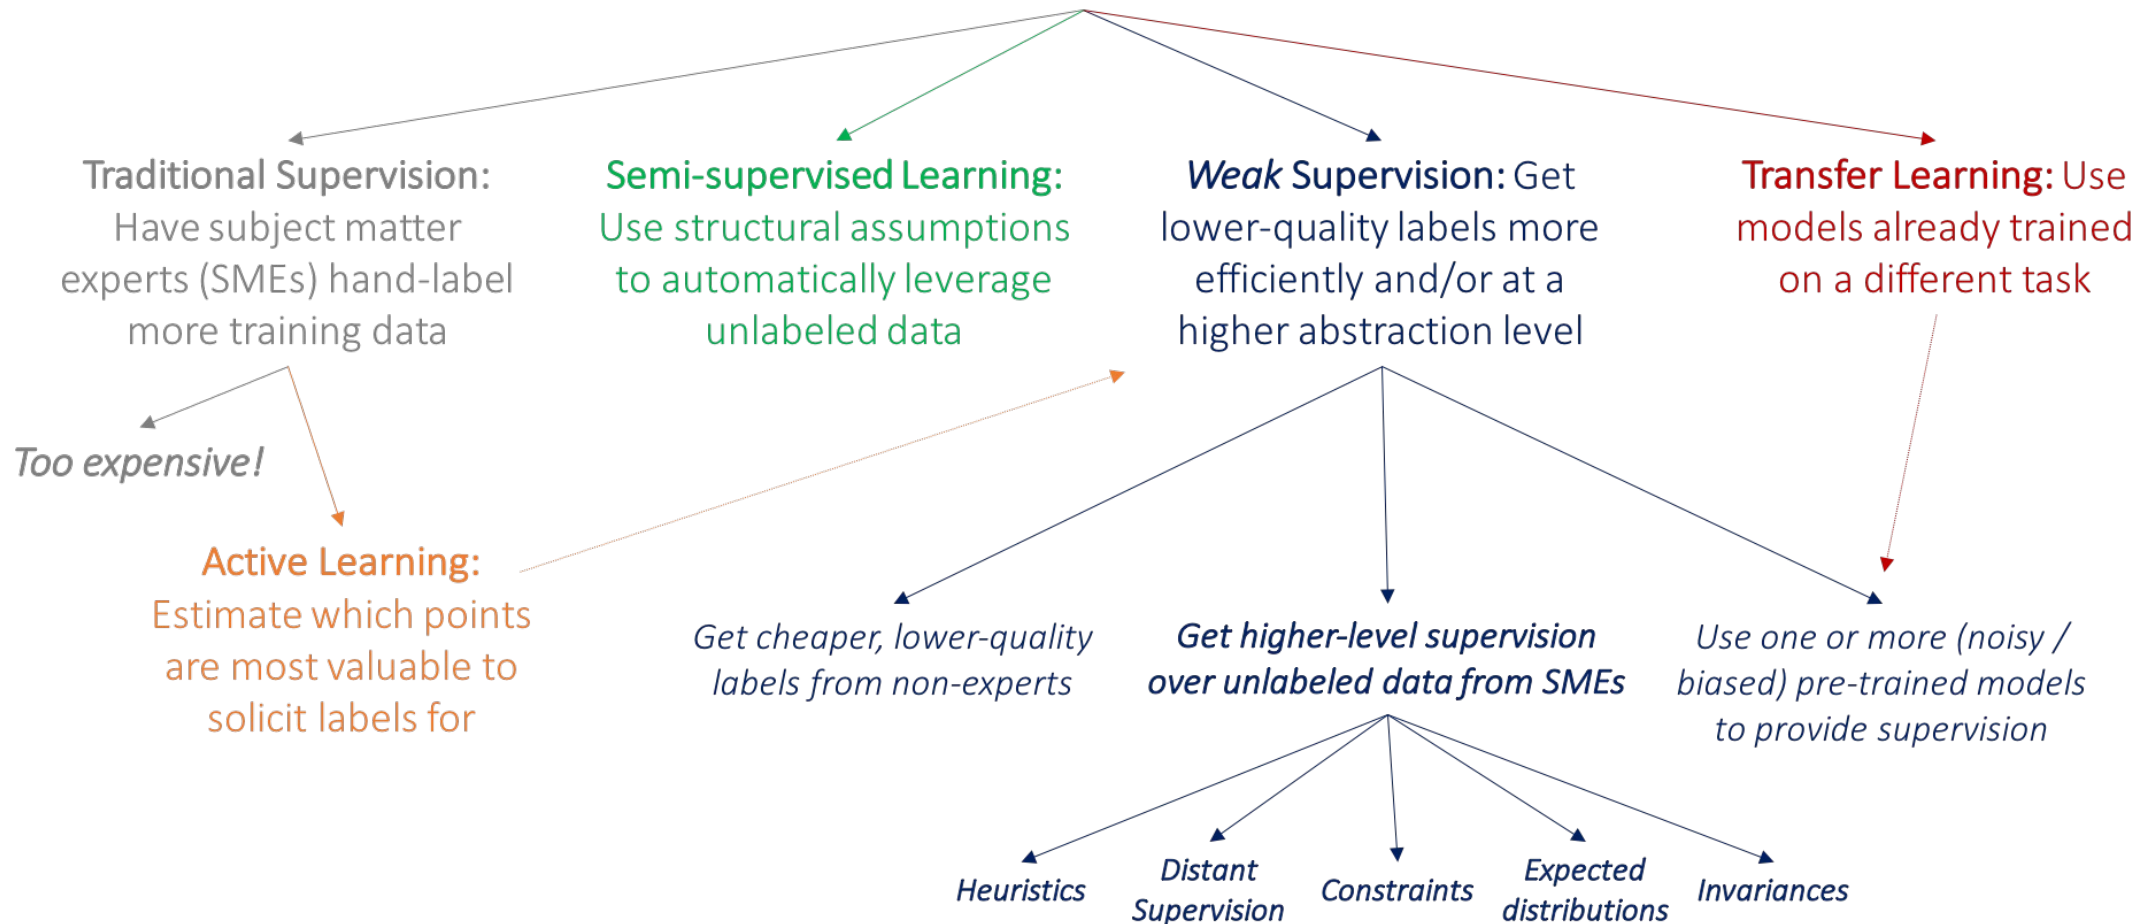 Traditional Supervision:
Have subject matter
experts (SMEs) hand-label
more training data
Semi-supervised Learning:
Use structural assumptions
to automatically leverage
unlabeled data
Weak Supervision: Get
lower-quality labels more
efficiently and/or at a
higher abstraction level
Transfer Learning: Use
models already trained
on a different task
Too expensive!
Active Learning:
Estimate which points
are most valuable to
solicit labels for
Get cheaper, lower-quality
labels from non-experts
Get higher-level supervision
over unlabeled data from SMEs
Use one or more (noisy /
biased) pre-trained models
to provide supervision
Heuristics
Distant
Supervision
Constraints
Expected
distributions
Invariances